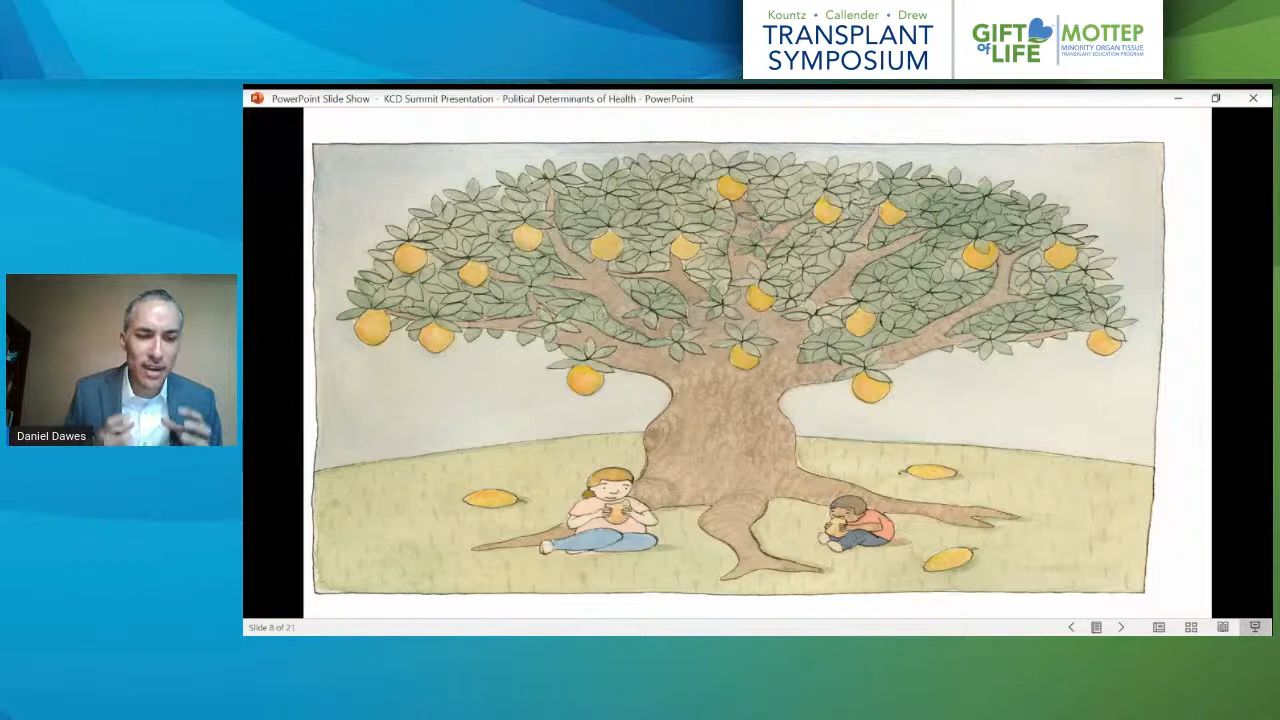 Kountz • Callender • Drew
TRANSPLANT
SYMPOSIUM
GIFT
of LIFE
MOTTEP
MINORITY ORGAN TISSUE
TRANSPLANT EDUCATION PROGRAM
PowerPoint Slide Show - KCD Summit Presentation - Political Determinants of Health - PowerPoint
Daniel Dawes
Slide 8 of 21